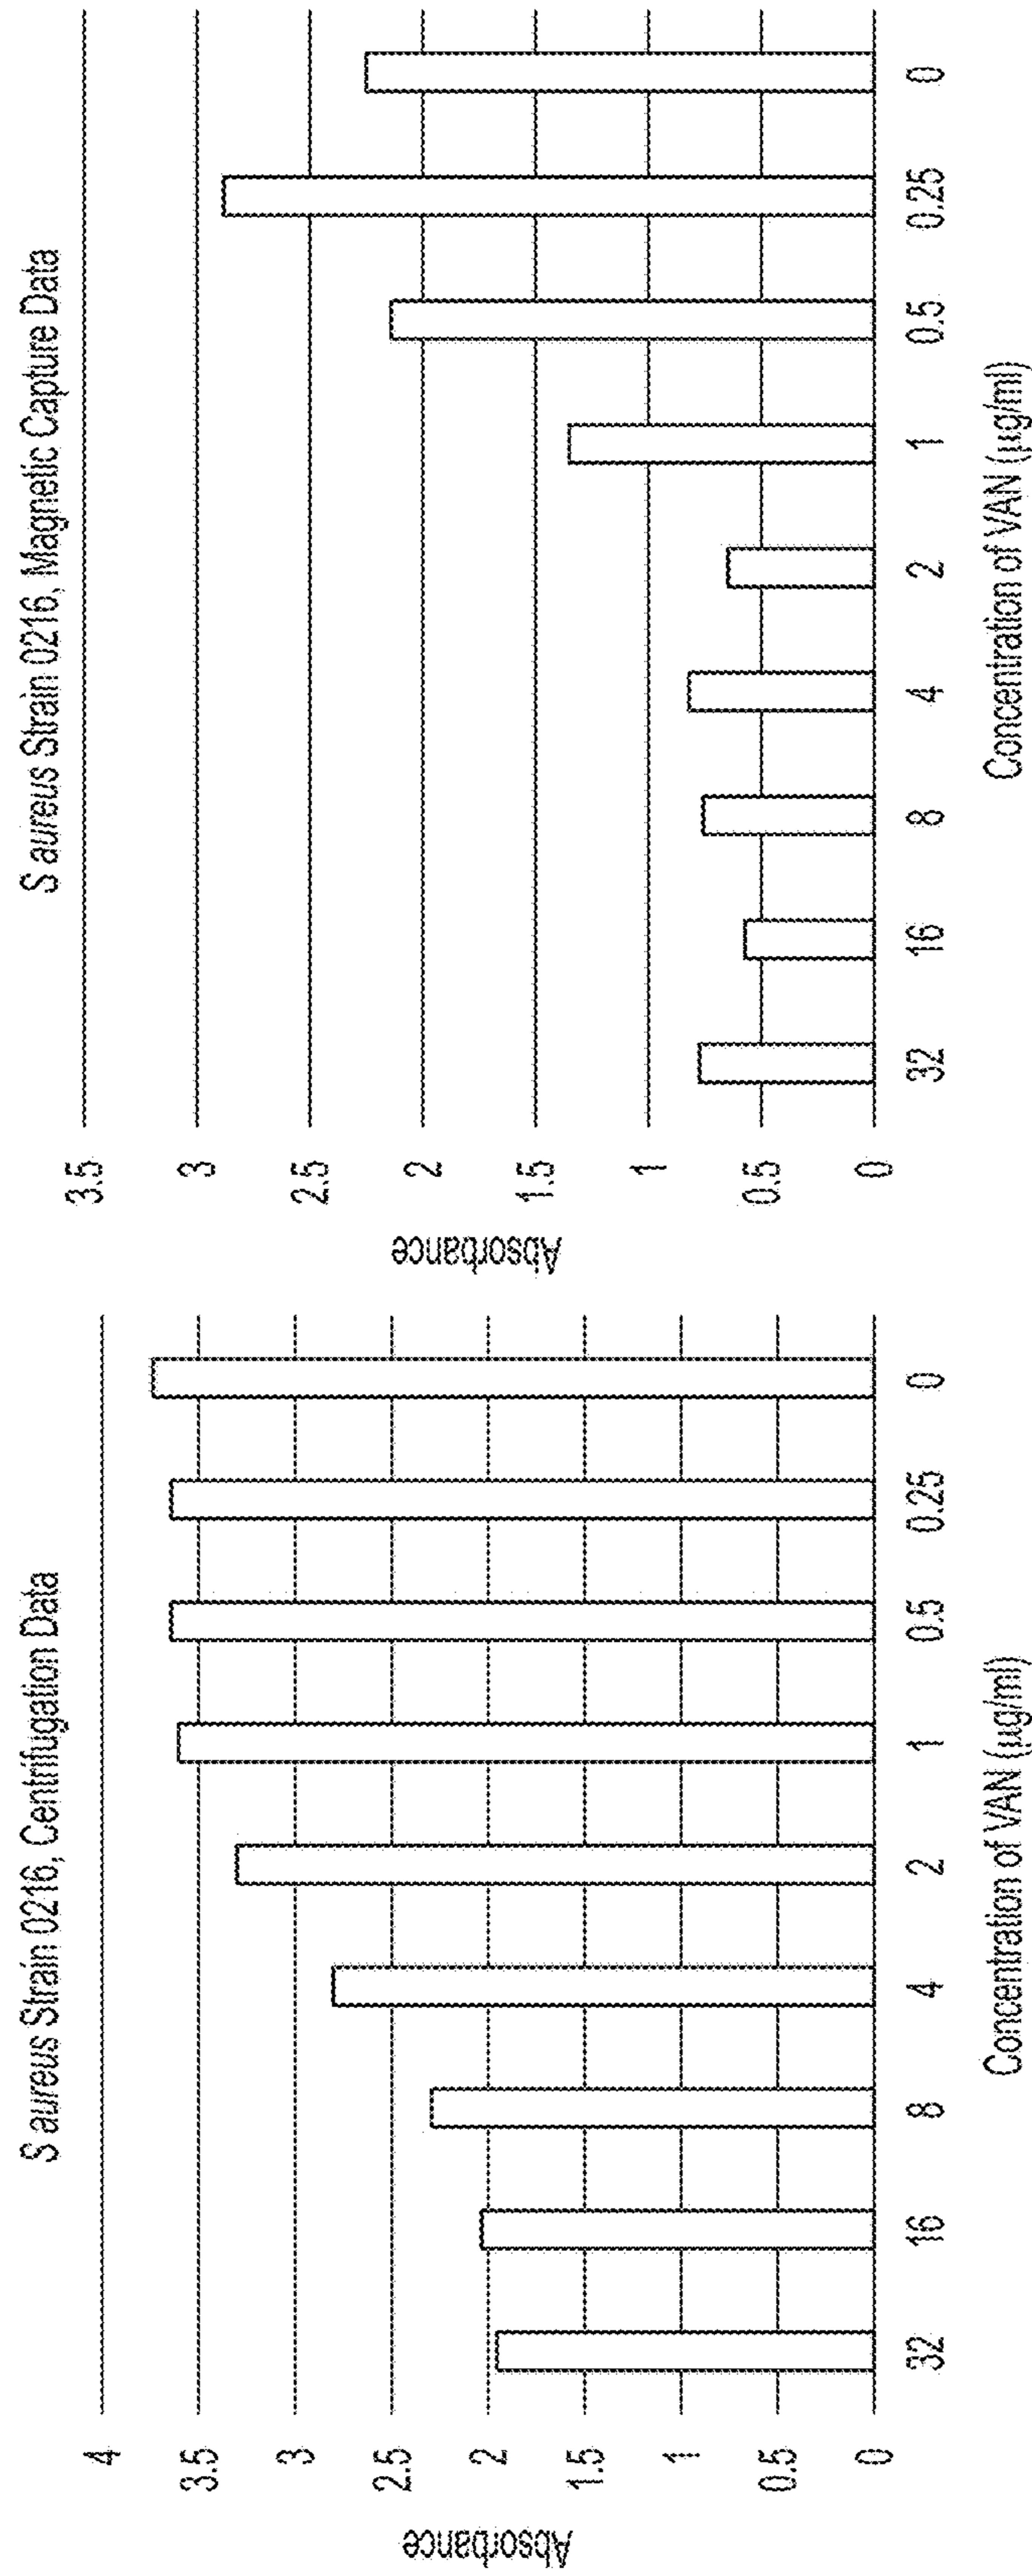 S aureus Strain 0216, Centrifugation Data
Absorbance
4
3.5
3
2.5
2
1.5
1
0.5
0
32 16 8 4 2 1 0.5 0.25 0
Concentration of VAN (µg/ml)
S aureus Strain 0216, Magnetic Capture Data
Absorbance
3.5
3
2.5
2
1.5
1
0.5
0
32 16 8 4 2 1 0.5 0.25 0
Concentration of VAN (µg/ml)